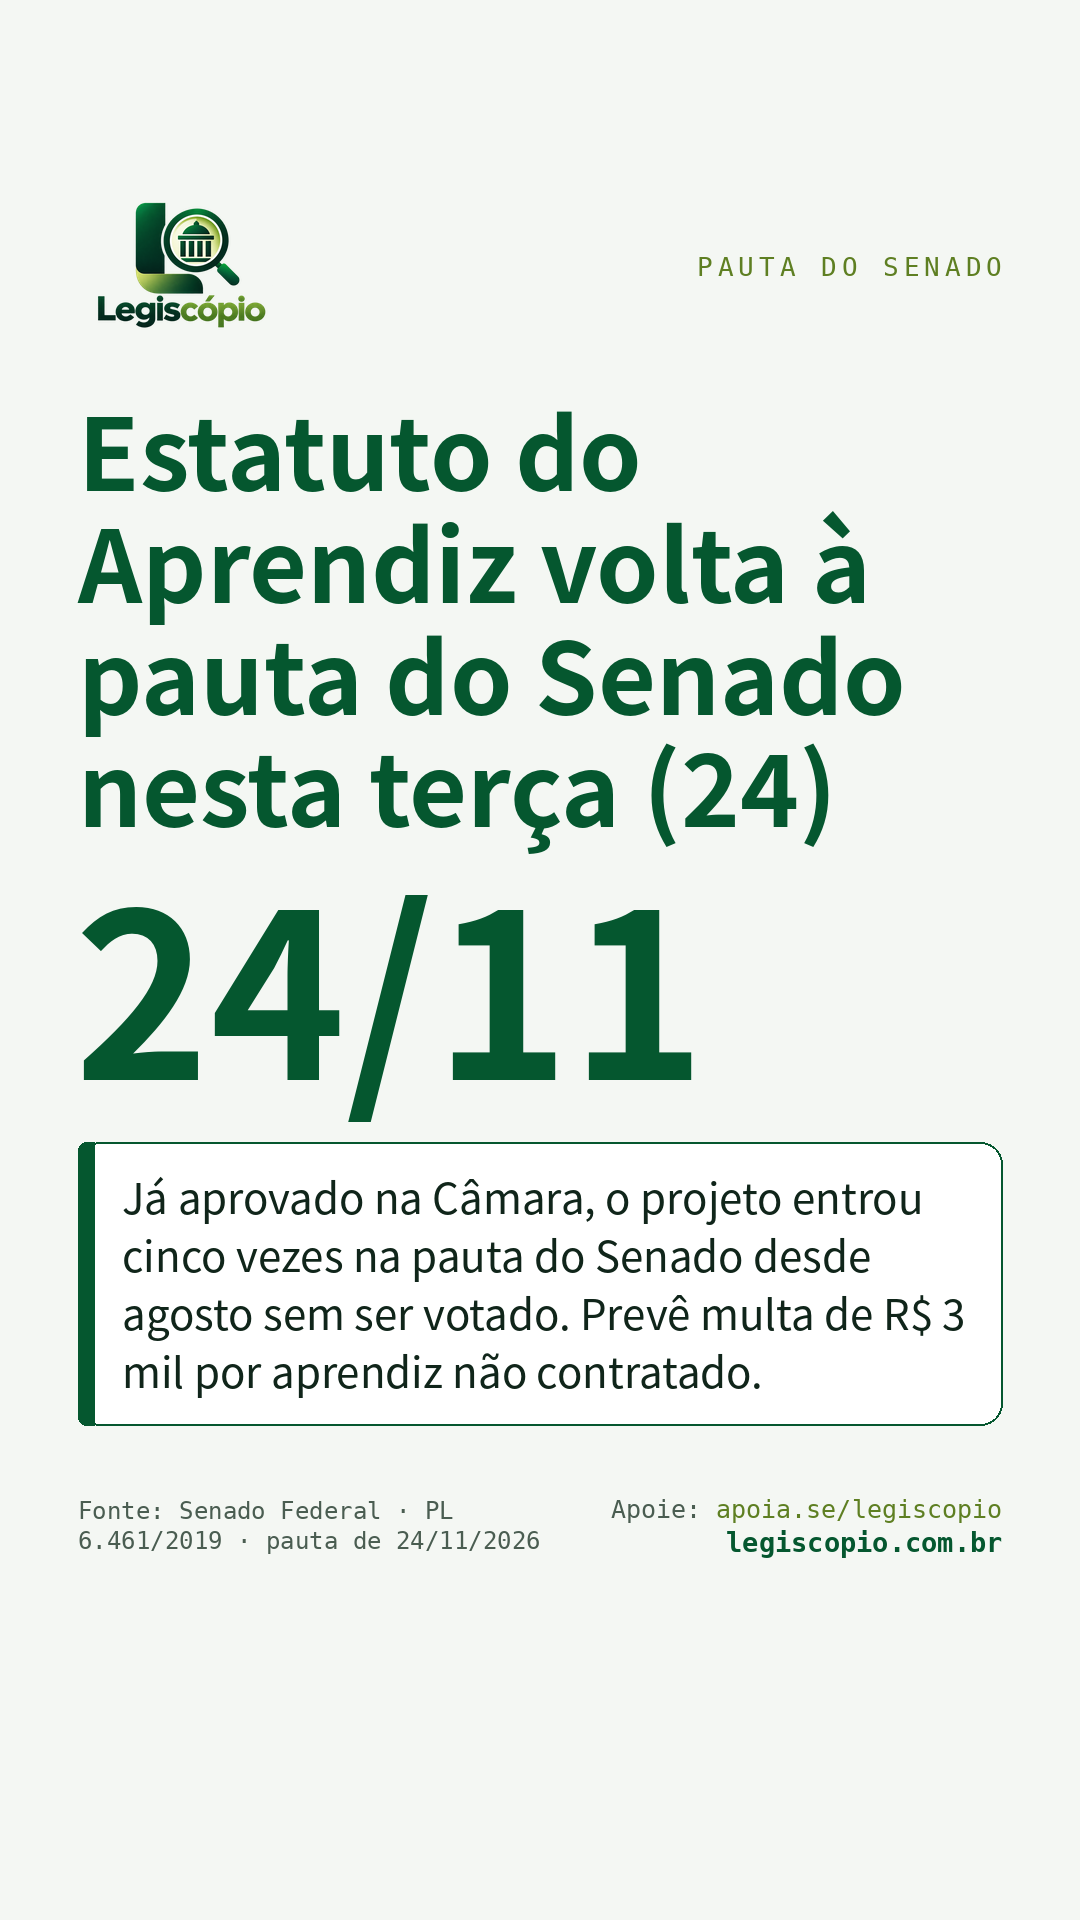 Legiscópio
PAUTA DO SENADO
Estatuto do
Aprendiz volta à
pauta do Senado
nesta terça (24)
24/11
Já aprovado na Câmara, o projeto entrou
cinco vezes na pauta do Senado desde
agosto sem ser votado. Prevê multa de R$ 3
mil por aprendiz não contratado.
Fonte: Senado Federal · PL
6.461/2019 · pauta de 24/11/2026
Apoie: apoia.se/legiscopio
legiscopio.com.br